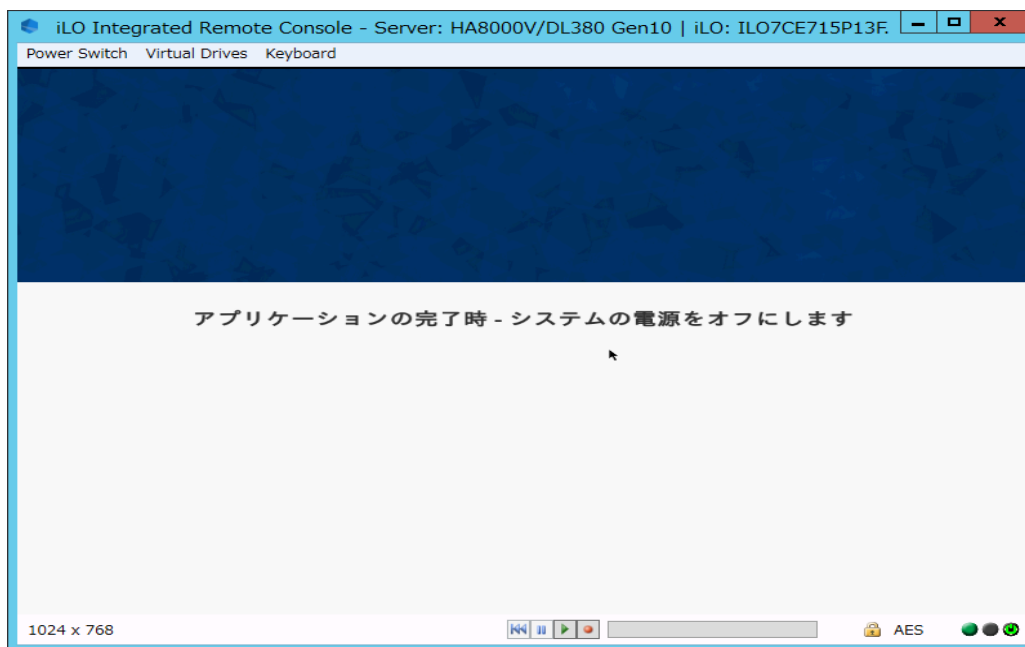 iLO Integrated Remote Console - Server: HA8000V/DL380 Gen10 | iLO: ILO7CE715P13F.
Power Switch Virtual Drives Keyboard
アプリケーションの完了時 - システムの電源をオフにします
1024 x 768
AES